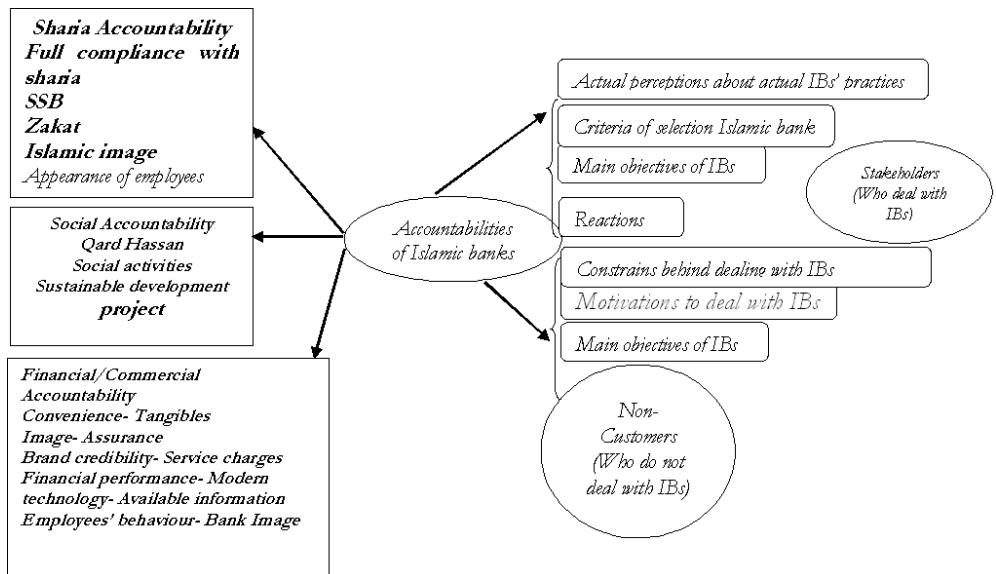 Sharia Accountability
Full compliance with
sharia
SSB
Zakat
Islamic image
Appearance of employees
Social Accountability
Qard Hassan
Social activities
Sustainable development
project
Financial/Commercial
Accountability
Convenience- Tangibles
Image- Assurance
Brand credibility- Service charges
Financial performance- Modern
technology- Available information
Employees' behaviour- Bank Image
Accountabilities
of Islamic banks
Actual perceptions about actual IBs' practices
Criteria of selection Islamic bank
Main objectives of IBs
Reactions
Stakeholders
(Who deal with
IBs)
Constrains behind dealing with IBs
Motivations to deal with IBs
Main objectives of IBs
Non-
Customers
(Who do not
deal with IBs)